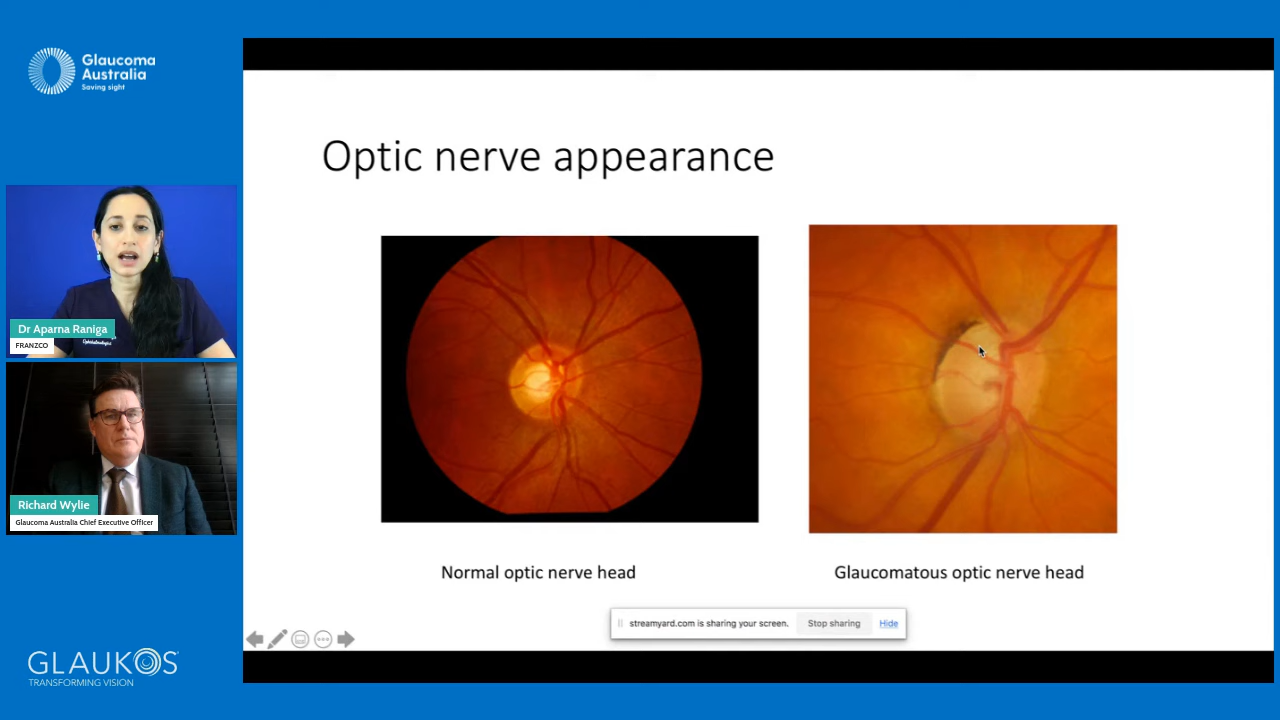 Glaucoma
Australia
Saving sight
Dr Aparna Raniga
FRANZCO
Ophthalmologist
Richard Wylie
Glaucoma Australia Chief Executive Officer
GLAUKOS
TRANSFORMING VISION
Optic nerve appearance
Normal optic nerve head
Glaucomatous optic nerve head
streamyard.com is sharing your screen.
Stop sharing
Hide